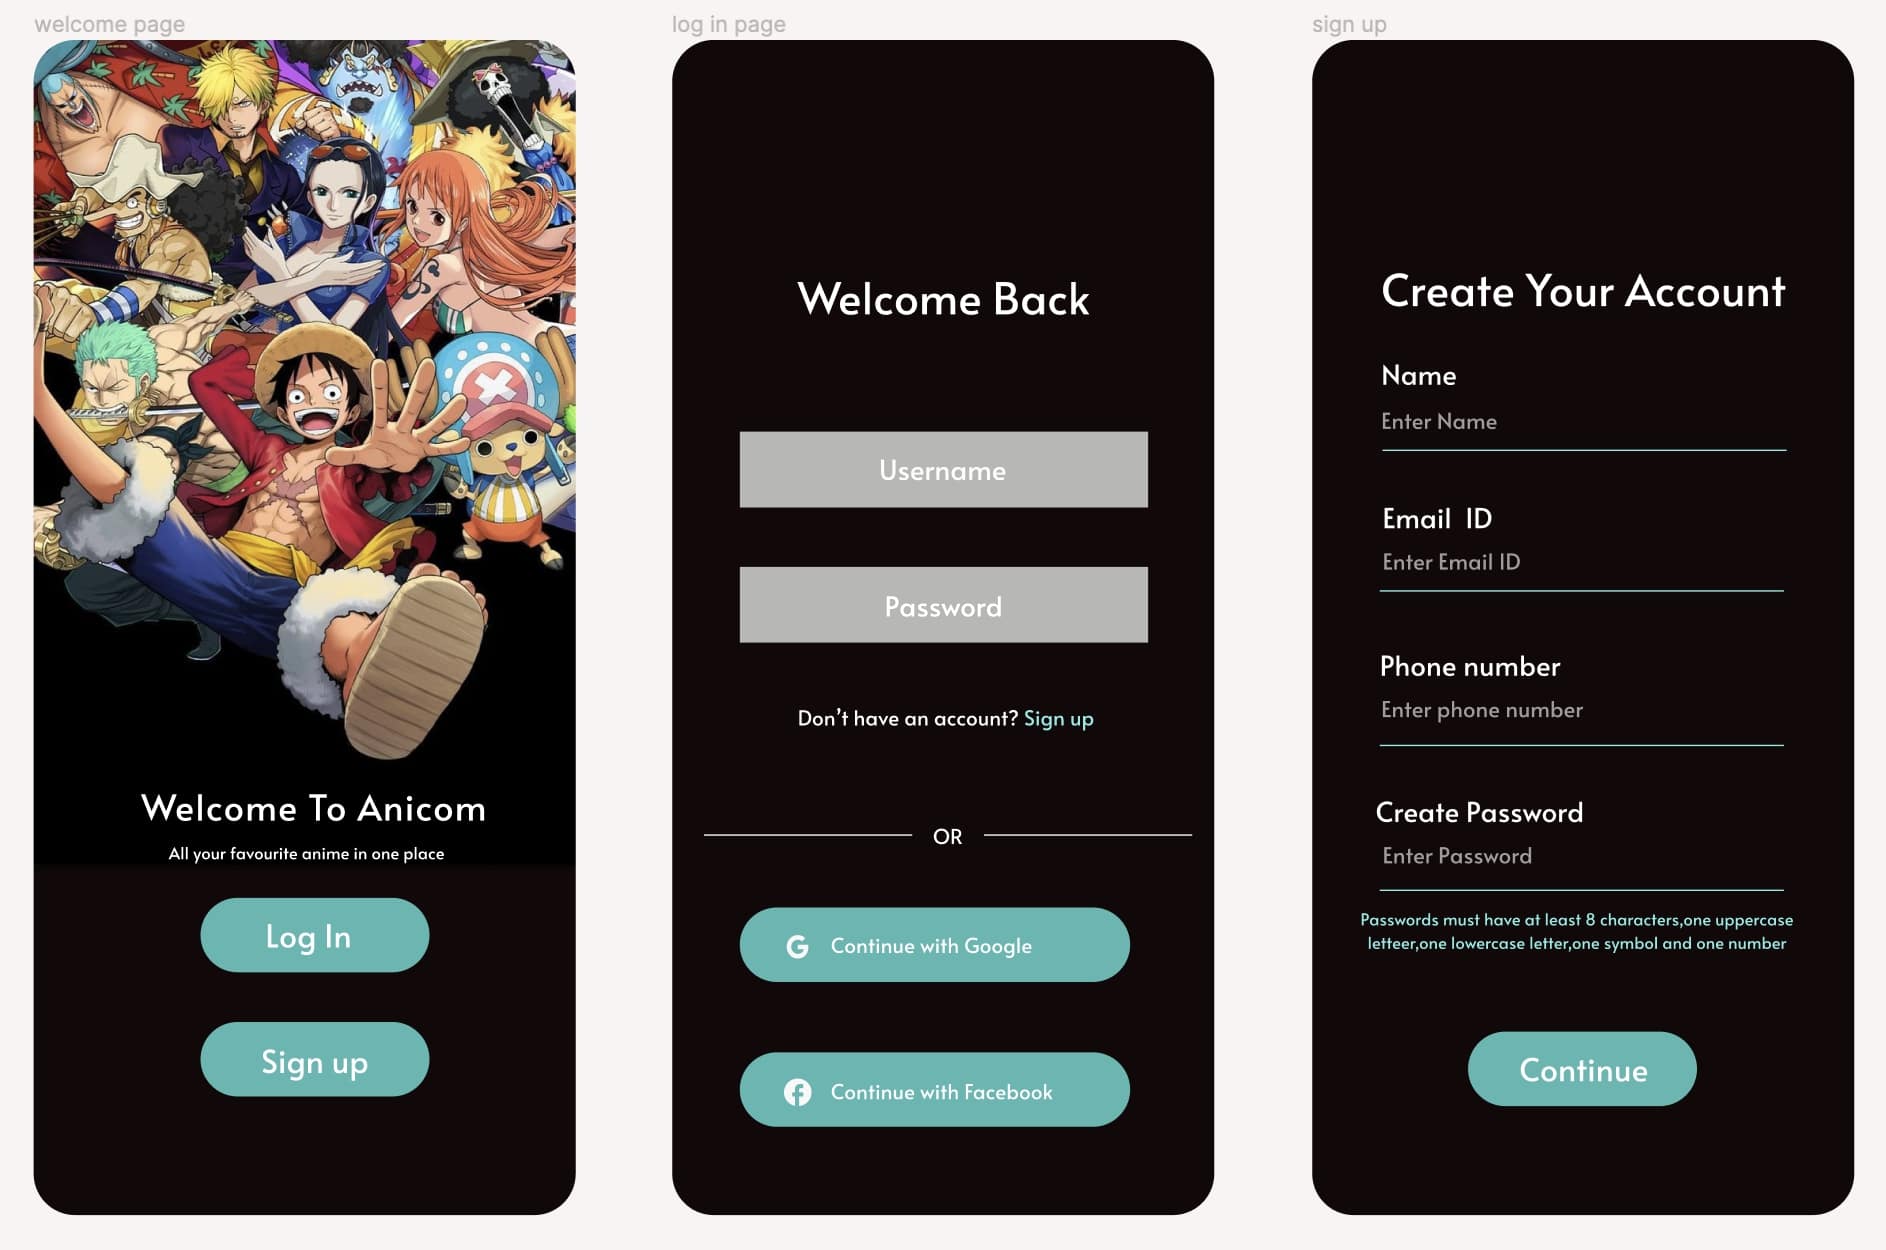 welcome page
Welcome To Anicom
All your favourite anime in one place
Log In
Sign up
log in page
Welcome Back
Username
Password
Don't have an account? Sign up
OR
Continue with Google
Continue with Facebook
sign up
Create Your Account
Name
Enter Name
Email ID
Enter Email ID
Phone number
Enter phone number
Create Password
Enter Password
Passwords must have at least 8 characters,one uppercase
letteer,one lowercase letter,one symbol and one number
Continue